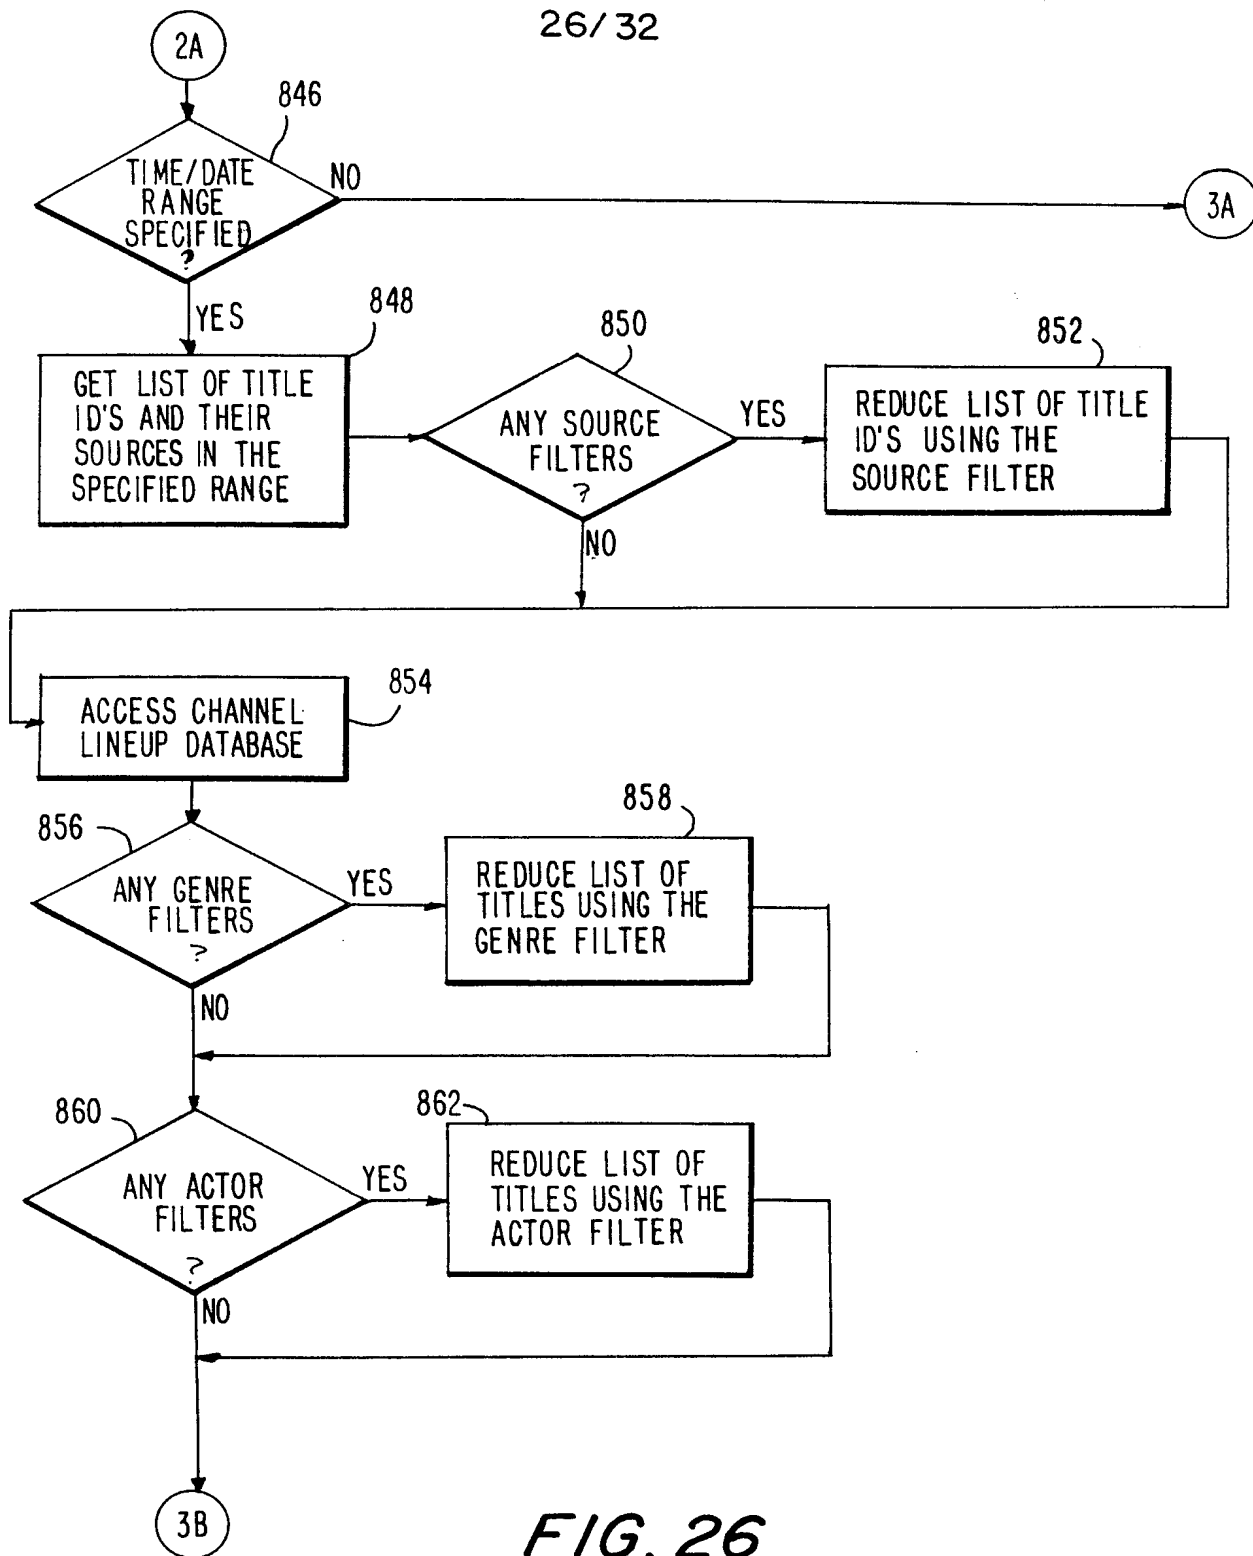 26/32
2A
846
TIME/DATE
RANGE
SPECIFIED
?
NO
3A
YES
848
GET LIST OF TITLE
ID'S AND THEIR
SOURCES IN THE
SPECIFIED RANGE
850
ANY SOURCE
FILTERS
?
YES
NO
852
REDUCE LIST OF TITLE
ID'S USING THE
SOURCE FILTER
854
ACCESS CHANNEL
LINEUP DATABASE
856
ANY GENRE
FILTERS
?
YES
NO
858
REDUCE LIST OF
TITLES USING THE
GENRE FILTER
860
ANY ACTOR
FILTERS
?
YES
NO
862
REDUCE LIST OF
TITLES USING THE
ACTOR FILTER
3B
FIG. 26